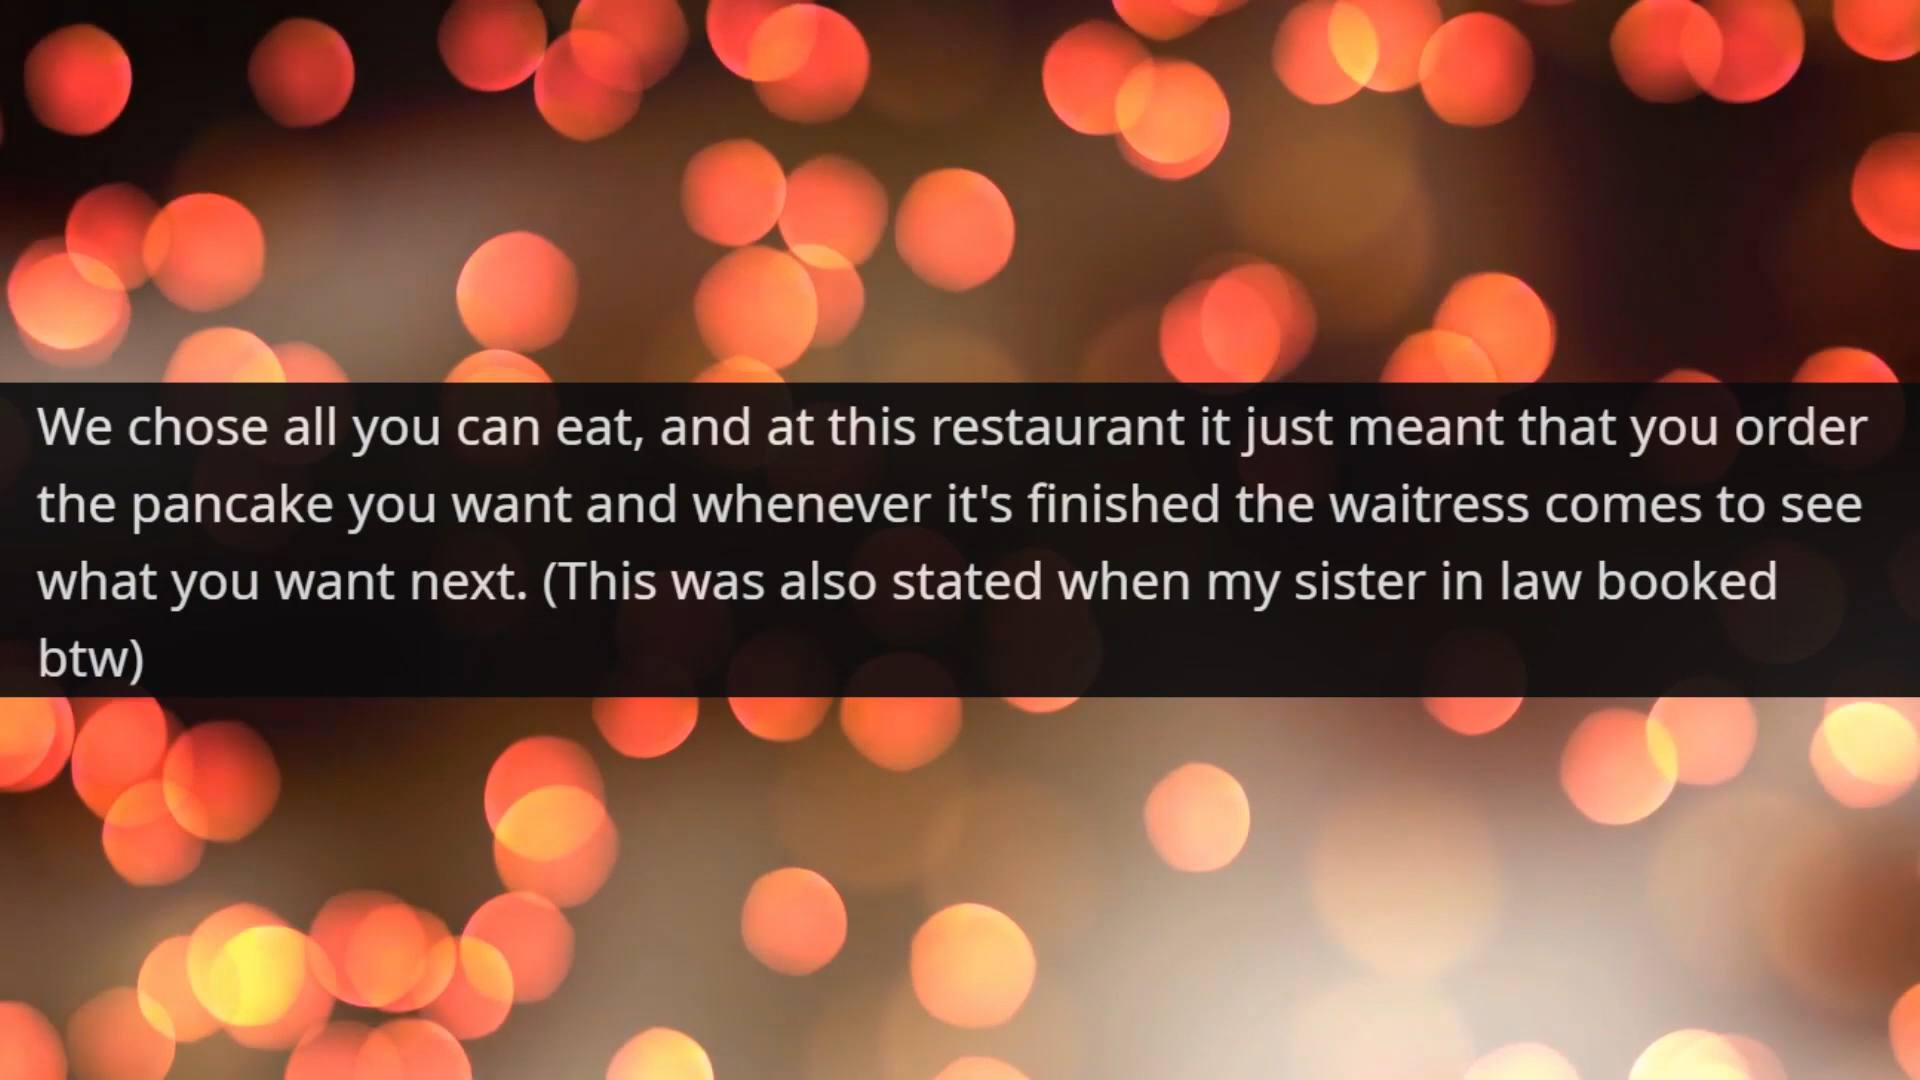 We chose all you can eat, and at this restaurant it just meant that you order
the pancake you want and whenever it's finished the waitress comes to see
what you want next. (This was also stated when my sister in law booked
btw)